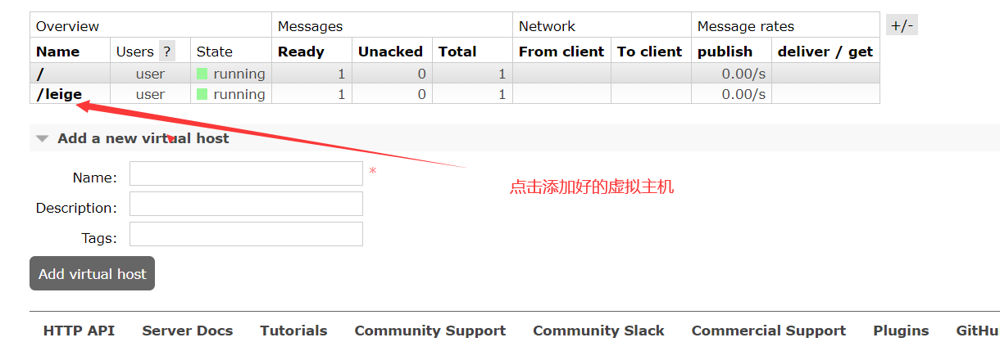 Overview Messages Network Message rates +/-
Name Users ? State Ready Unacked Total From client To client publish deliver / get
/ user running 1 0 1 0.00/s
/leige user running 1 0 1 0.00/s
Add a new virtual host
Name: *
点击添加好的虚拟主机
Description:
Tags:
Add virtual host
HTTP API Server Docs Tutorials Community Support Community Slack Commercial Support Plugins GitHu